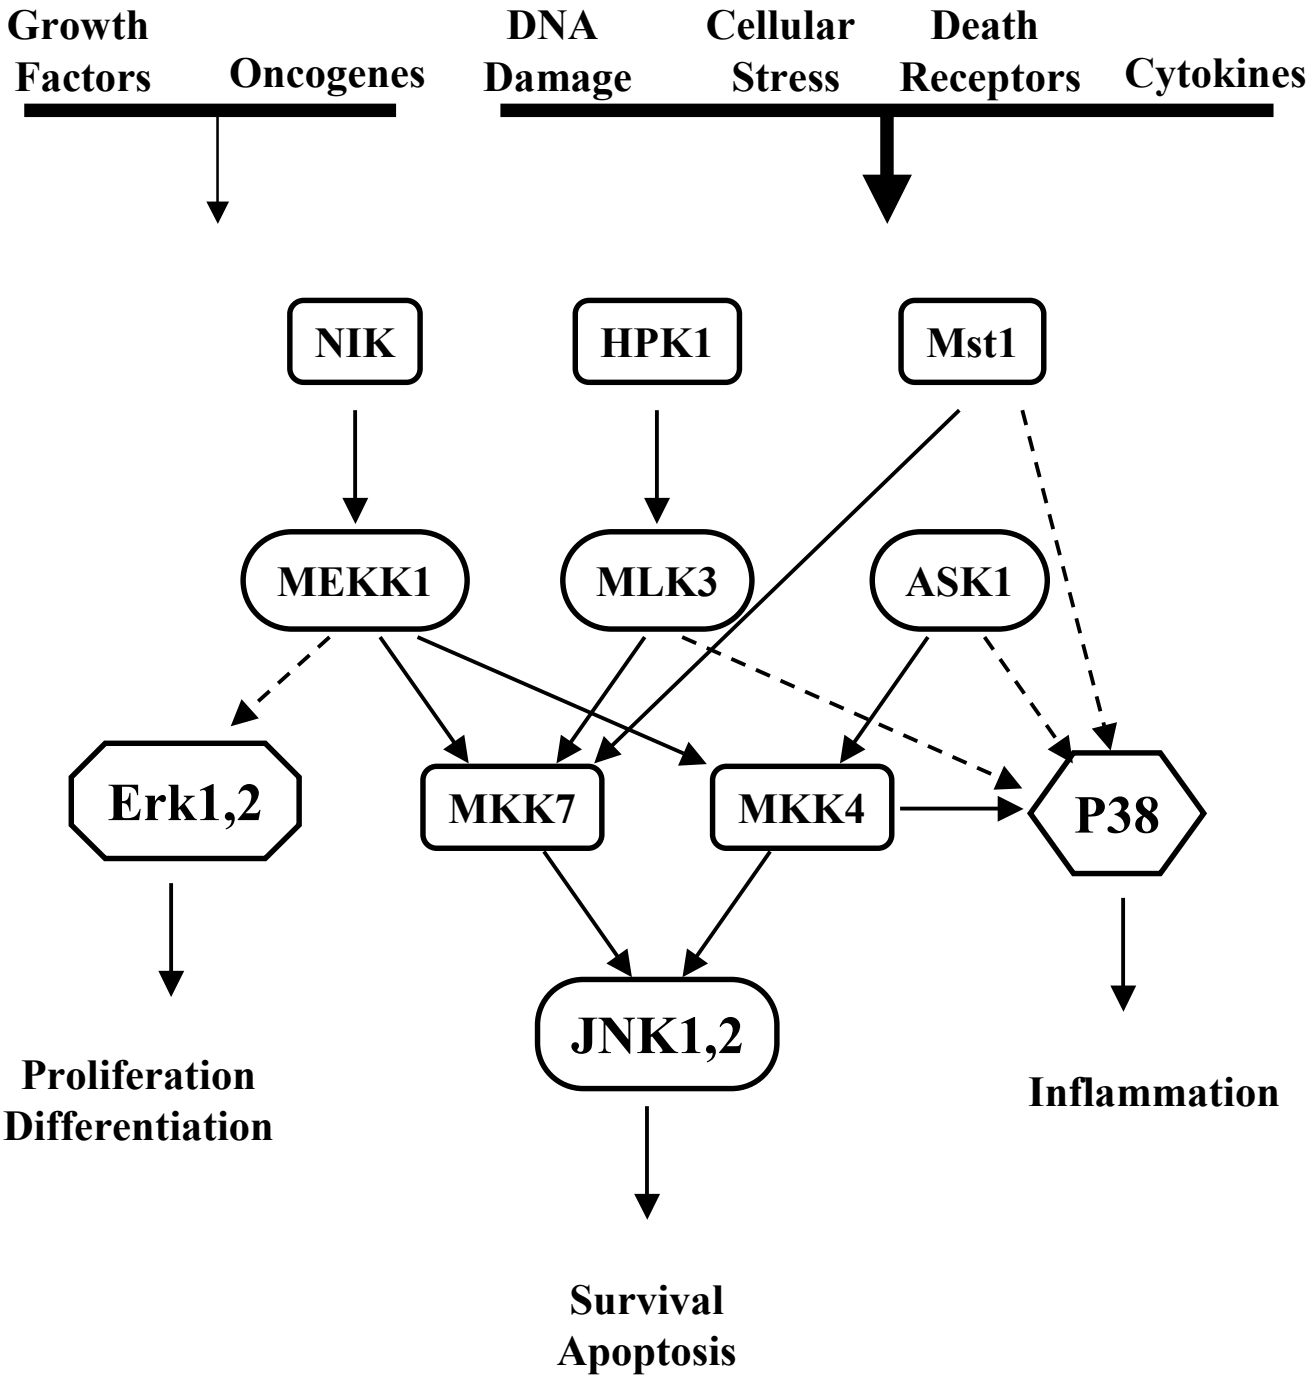 Growth
Factors
Oncogenes
DNA
Damage
Cellular
Stress
Death
Receptors
Cytokines
NIK
HPK1
Mst1
MEKK1
MLK3
ASK1
Erk1,2
MKK7
MKK4
P38
JNK1,2
Proliferation
Differentiation
Inflammation
Survival
Apoptosis